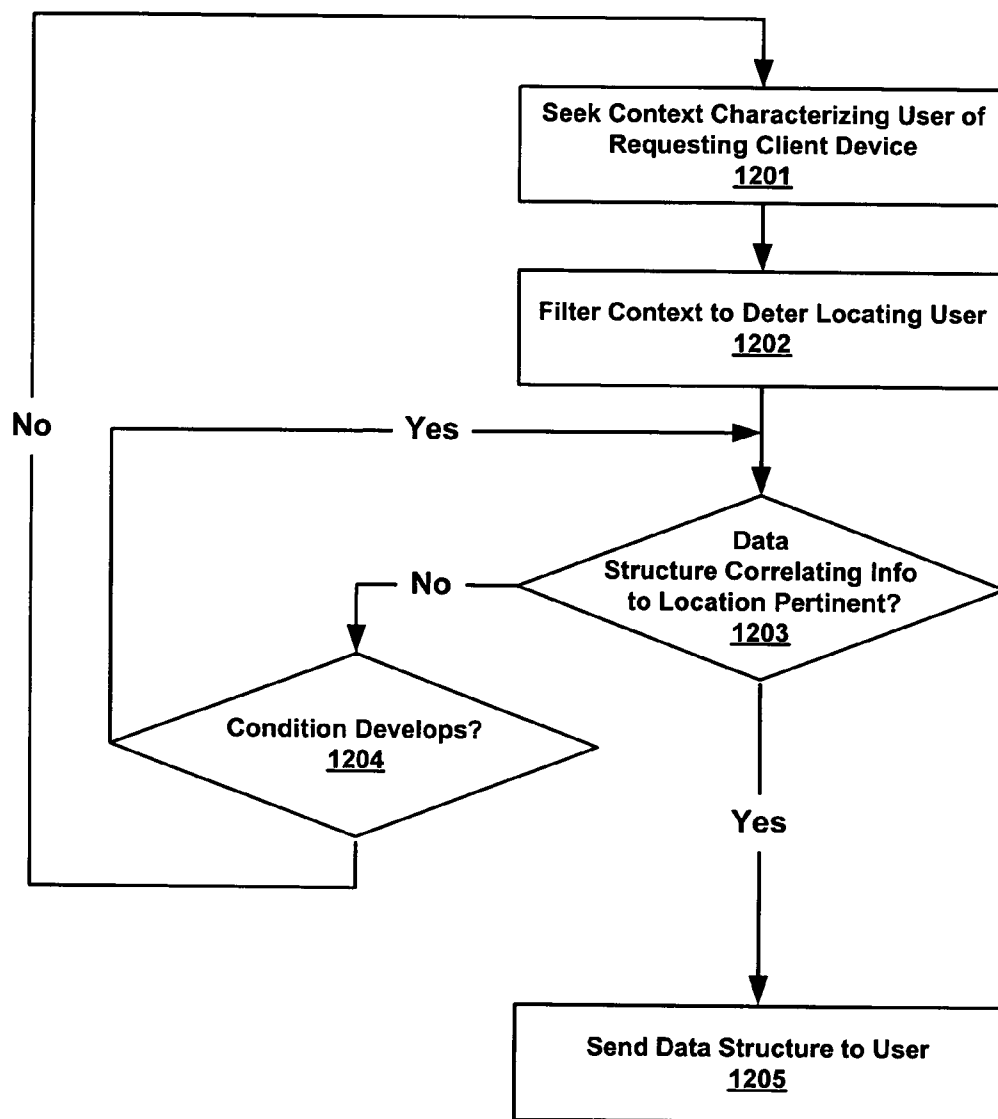 Seek Context Characterizing User of
Requesting Client Device
1201
Filter Context to Deter Locating User
1202
No
Yes
Data
Structure Correlating Info
to Location Pertinent?
1203
No
Condition Develops?
1204
Yes
Send Data Structure to User
1205